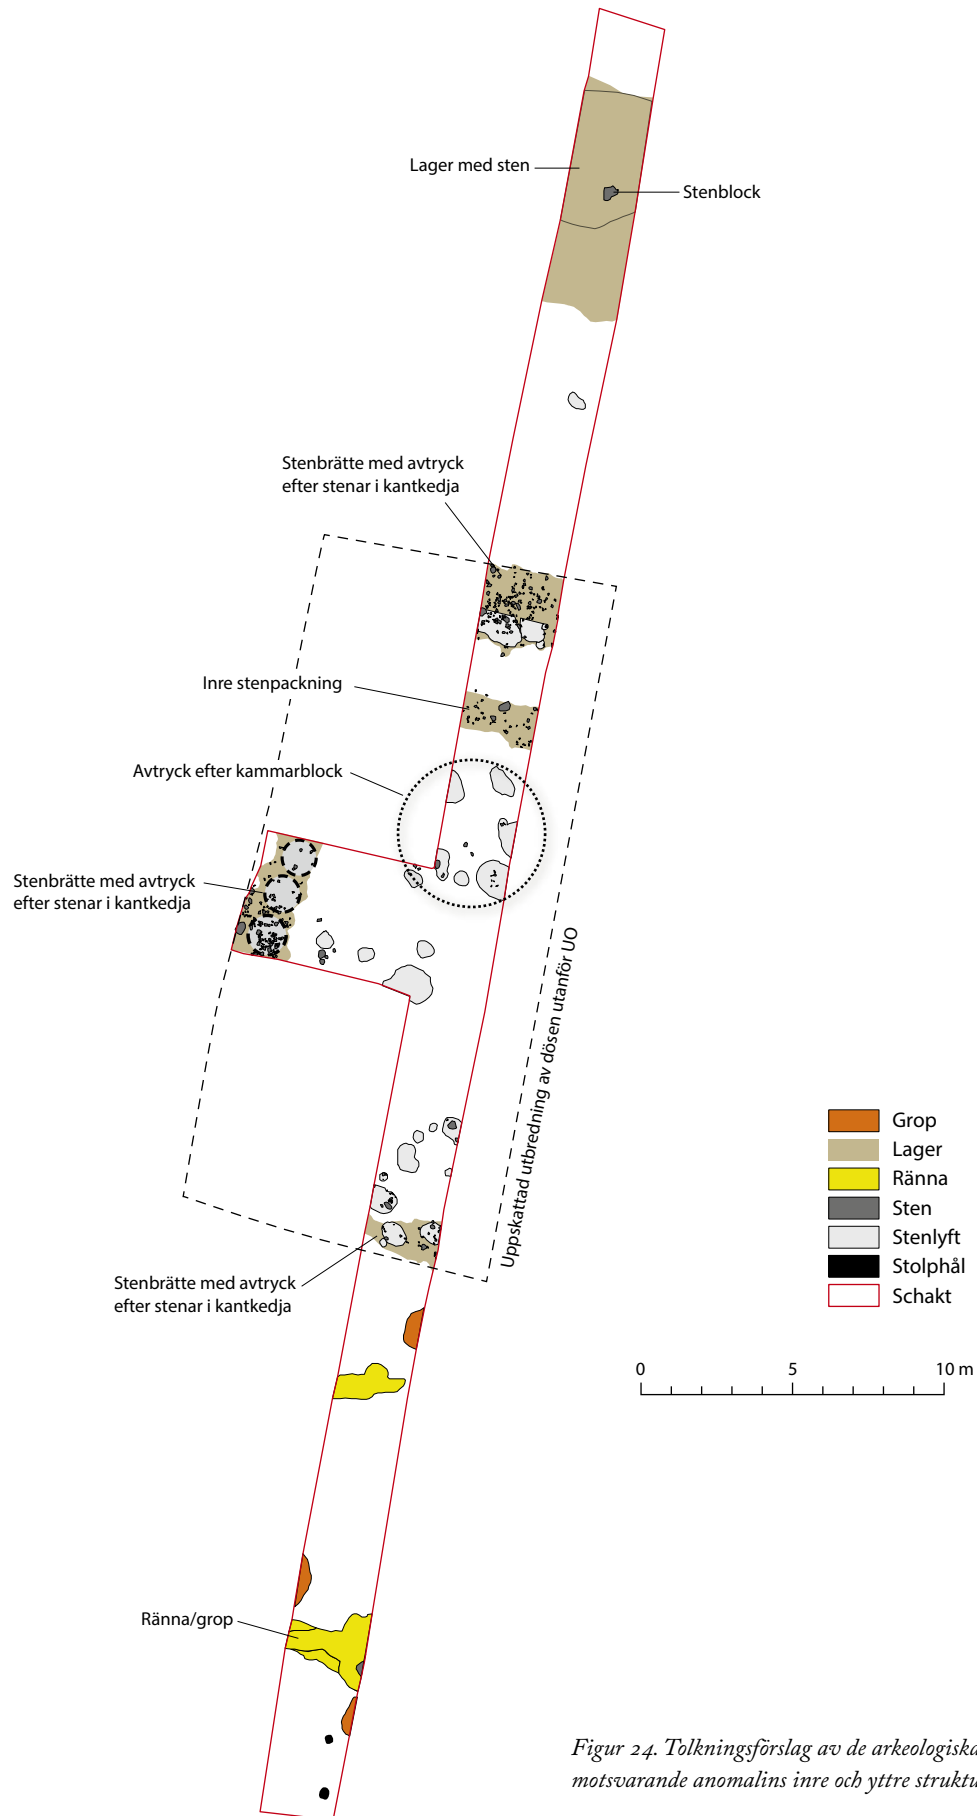 Lager med sten
Stenblock
Stenbrätte med avtryck
efter stenar i kantkedja
Inre stenpackning
Avtryck efter kammarblock
Stenbrätte med avtryck
efter stenar i kantkedja
Uppskattad utbredning av dösen utanför UO
Grop
Lager
Ränna
Sten
Stenlyft
Stolphål
Schakt
Stenbrätte med avtryck
efter stenar i kantkedja
0 5 10 m
Ränna/grop
Figur 24. Tolkningsförslag av de arkeologiska
motsvarande anomalins inre och yttre struktu